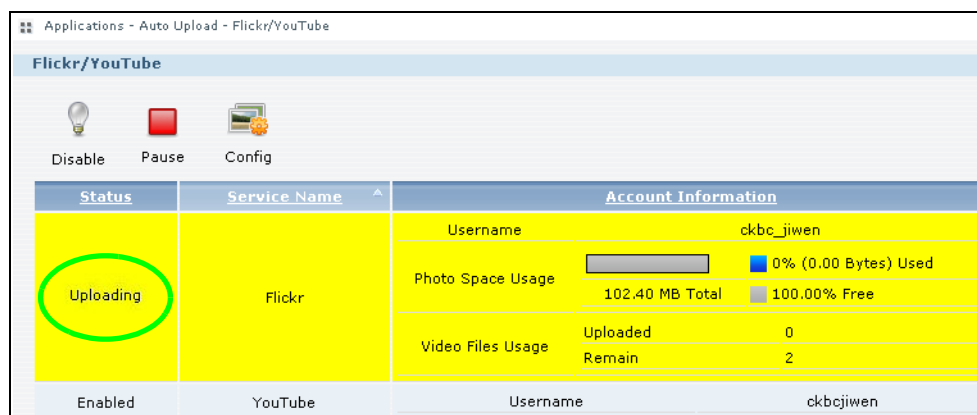 Applications - Auto Upload - Flickr/YouTube
Flickr/YouTube
Disable Pause Config
Status Service Name Account Information
Username ckbc_jiwen
Uploading Flickr Photo Space Usage 0% (0.00 Bytes) Used
102.40 MB Total 100.00% Free
Video Files Usage Uploaded 0
Remain 2
Enabled YouTube Username ckbcjiwen